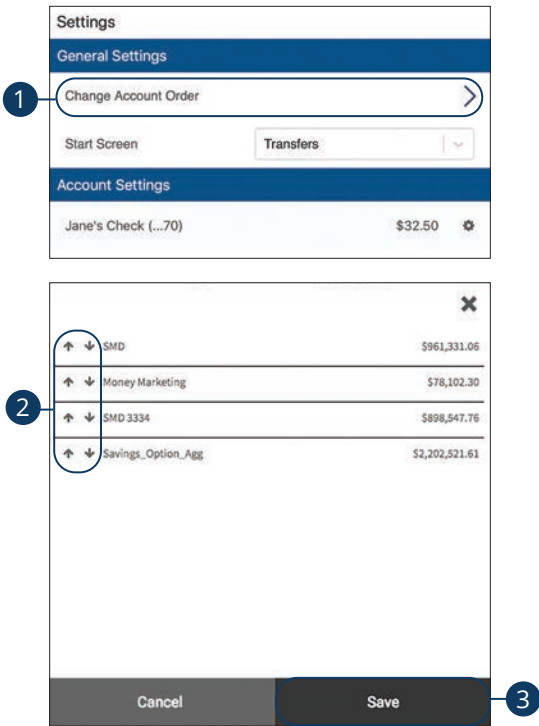 Settings
General Settings
1 Change Account Order
Start Screen Transfers
Account Settings
Jane's Check (...70) $32.50
SMD $961,331.06
Money Marketing $78,102.30
2
SMD 3334 $898,547.76
Savings_Option_Agg $2,202,521.61
Cancel Save 3